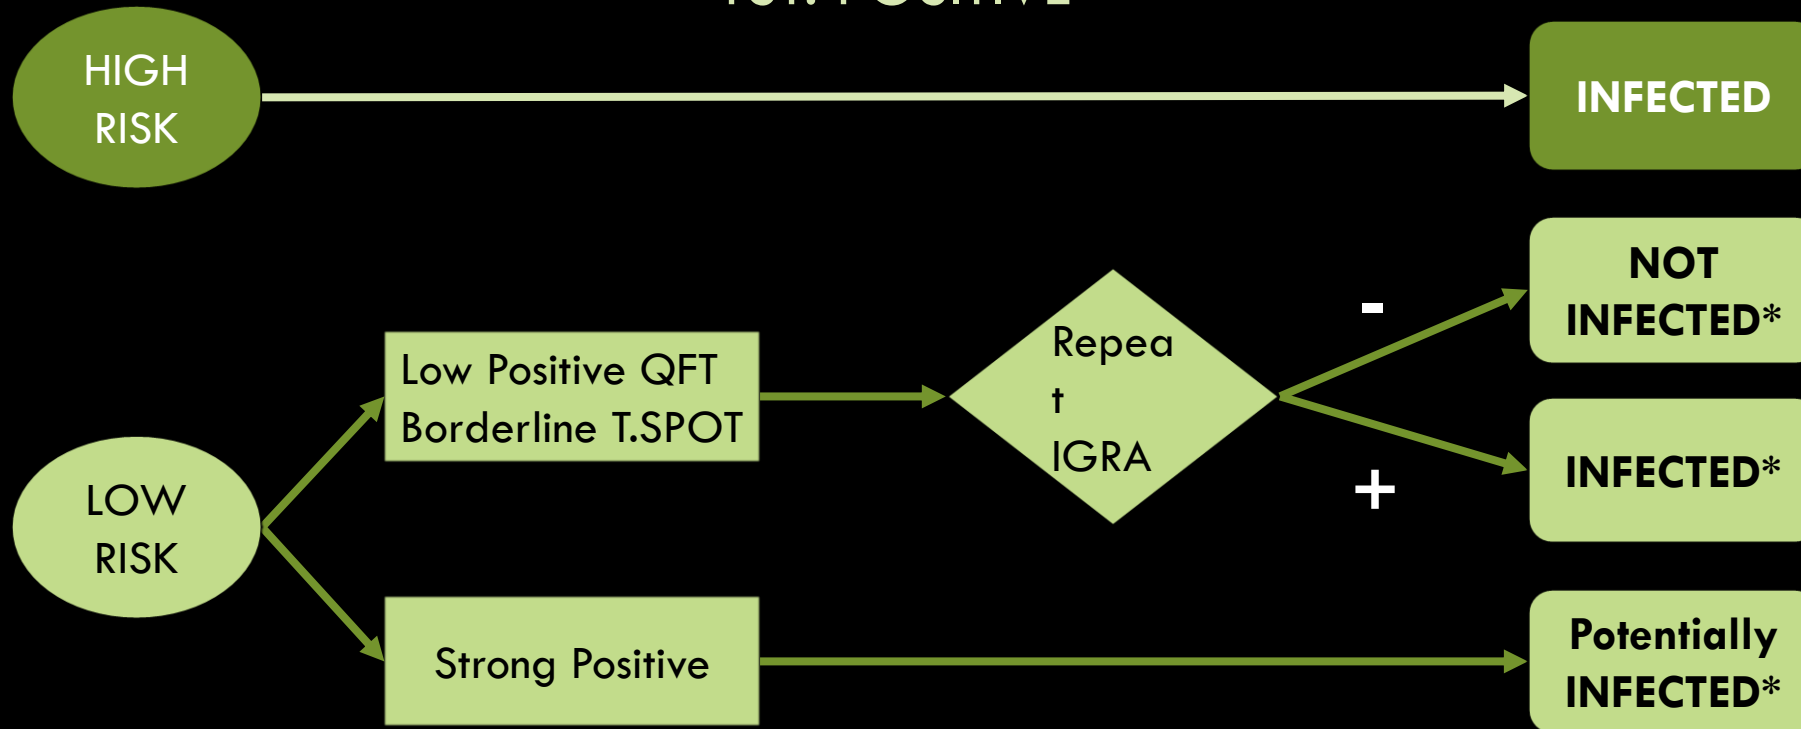 HIGH
RISK
INFECTED
NOT
INFECTED*
-
Repea
t
IGRA
Low Positive QFT
Borderline T.SPOT
+
INFECTED*
LOW
RISK
Strong Positive
Potentially
INFECTED*